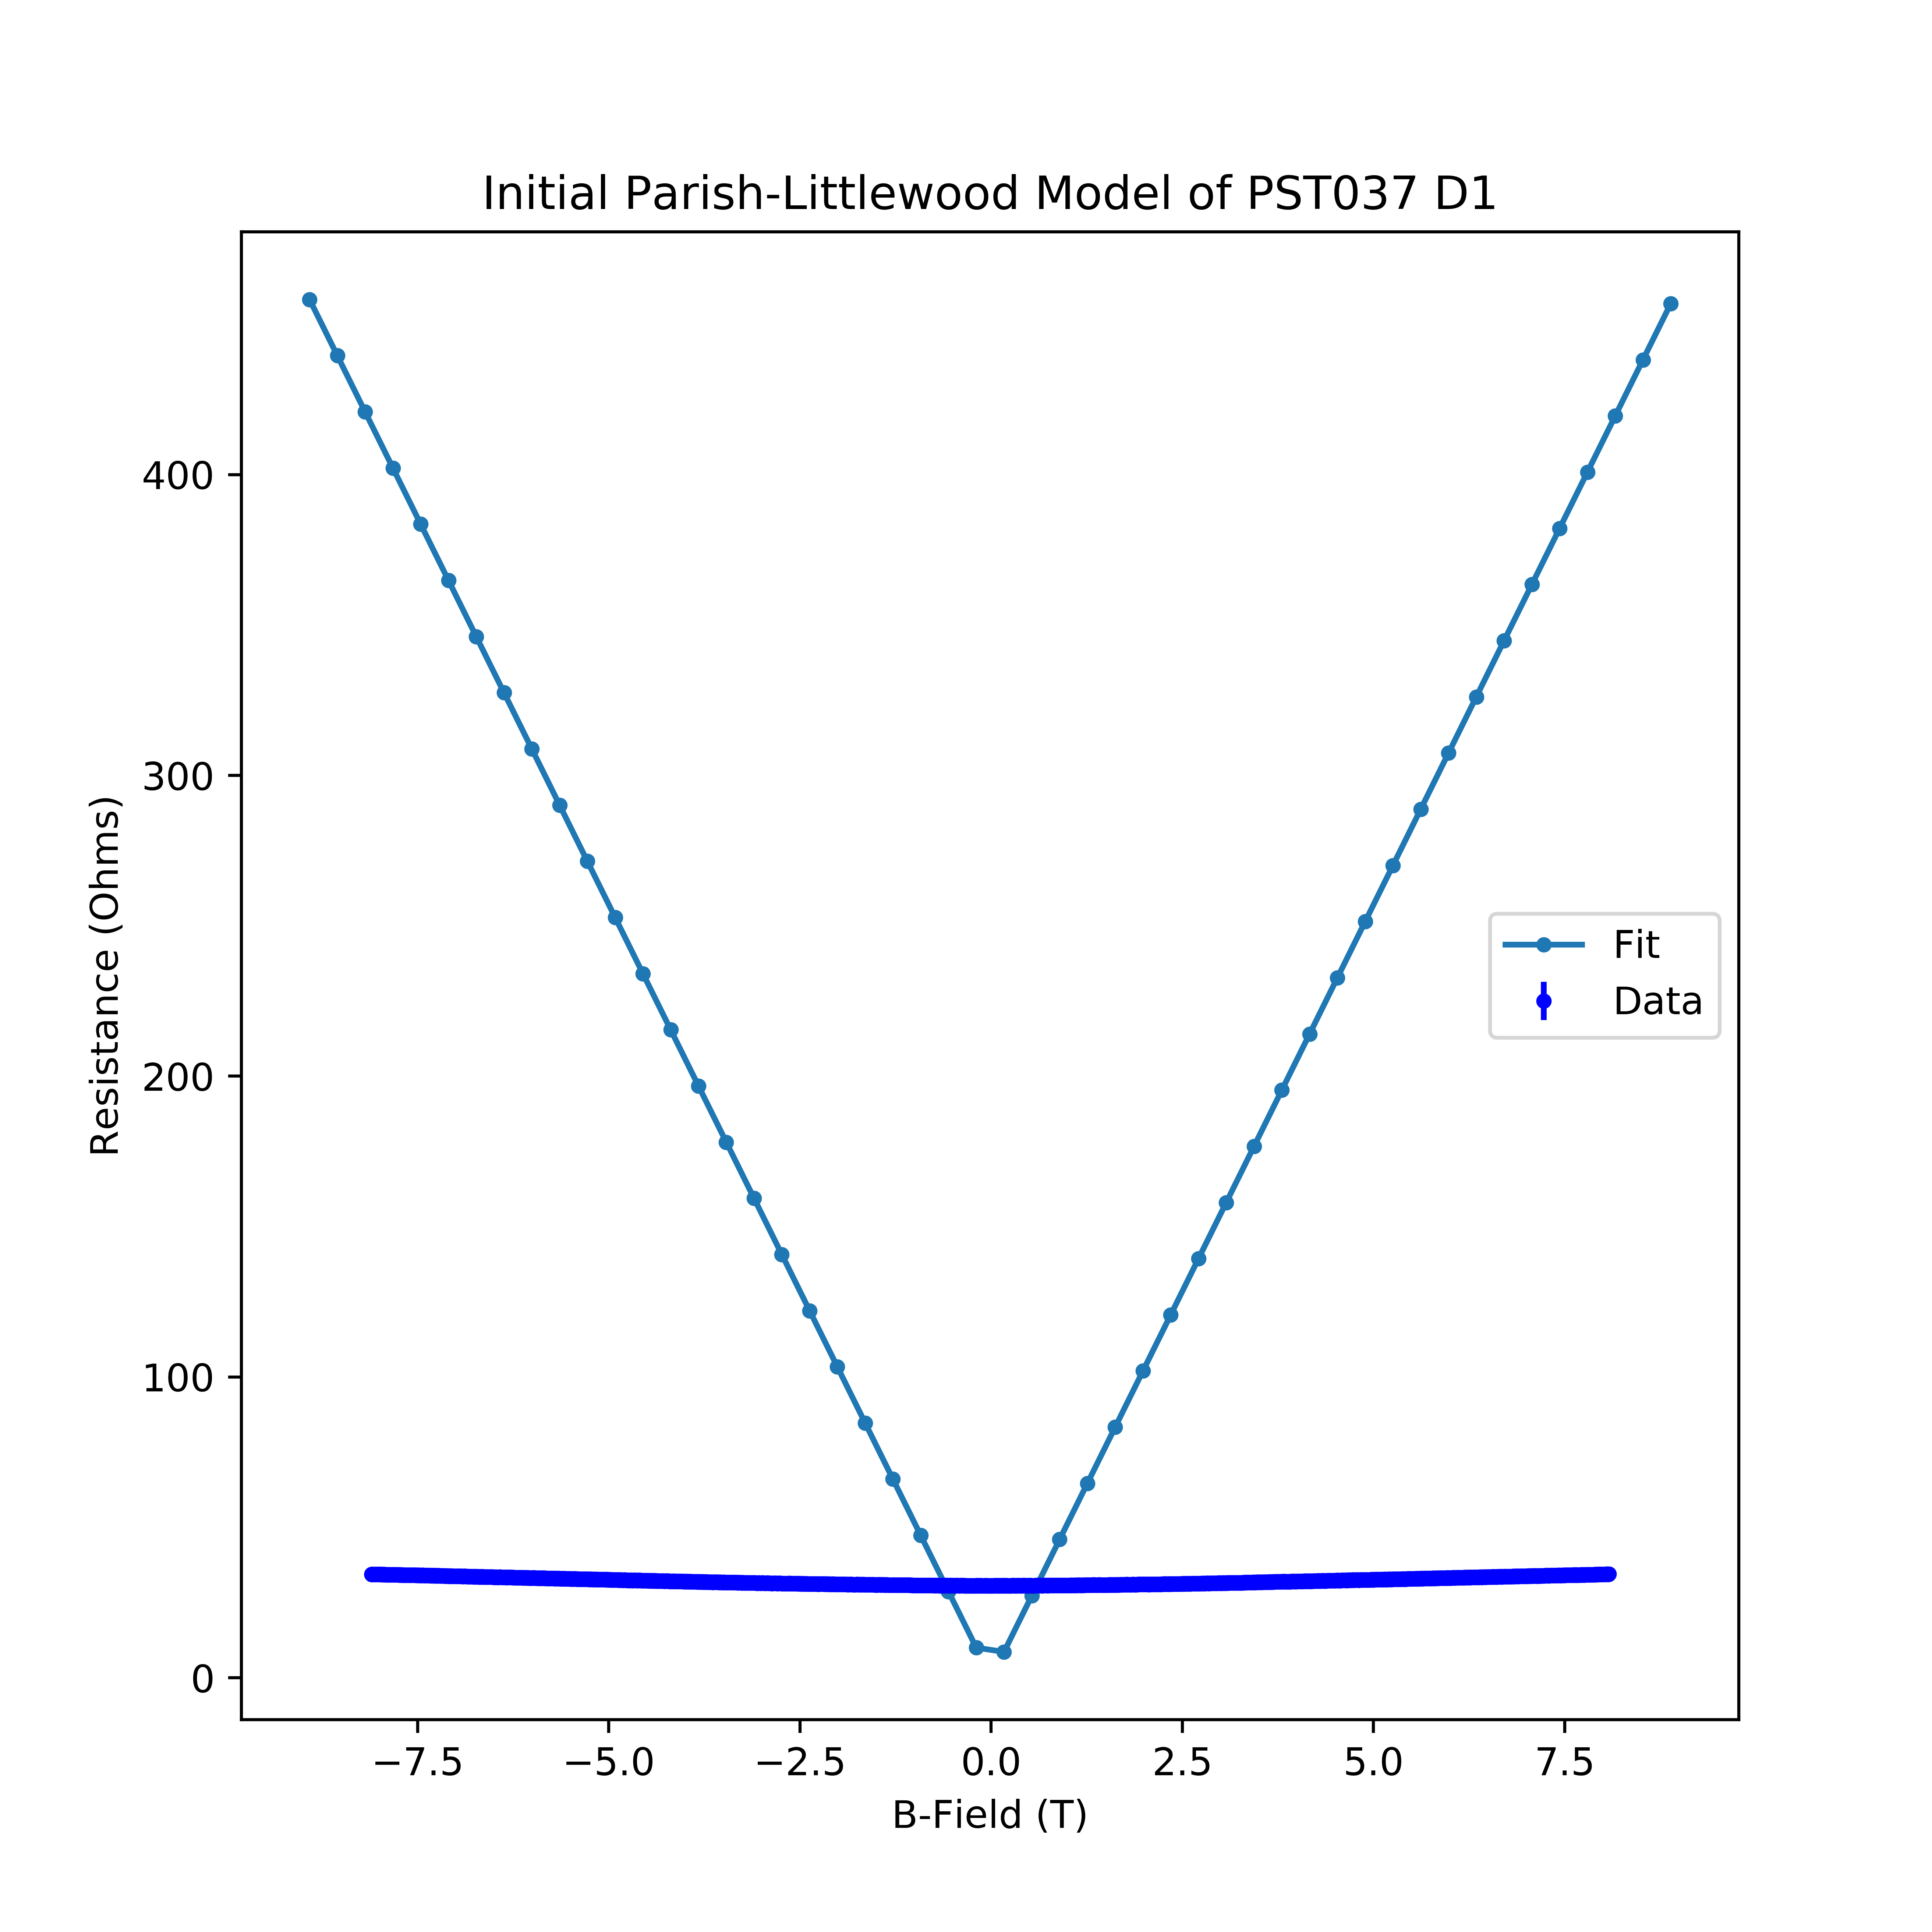 Initial Parish-Littlewood Model of PST037 D1
400
300
200
100
0
Resistance (Ohms)
Fit
Data
−7.5 −5.0 −2.5 0.0 2.5 5.0 7.5
B-Field (T)